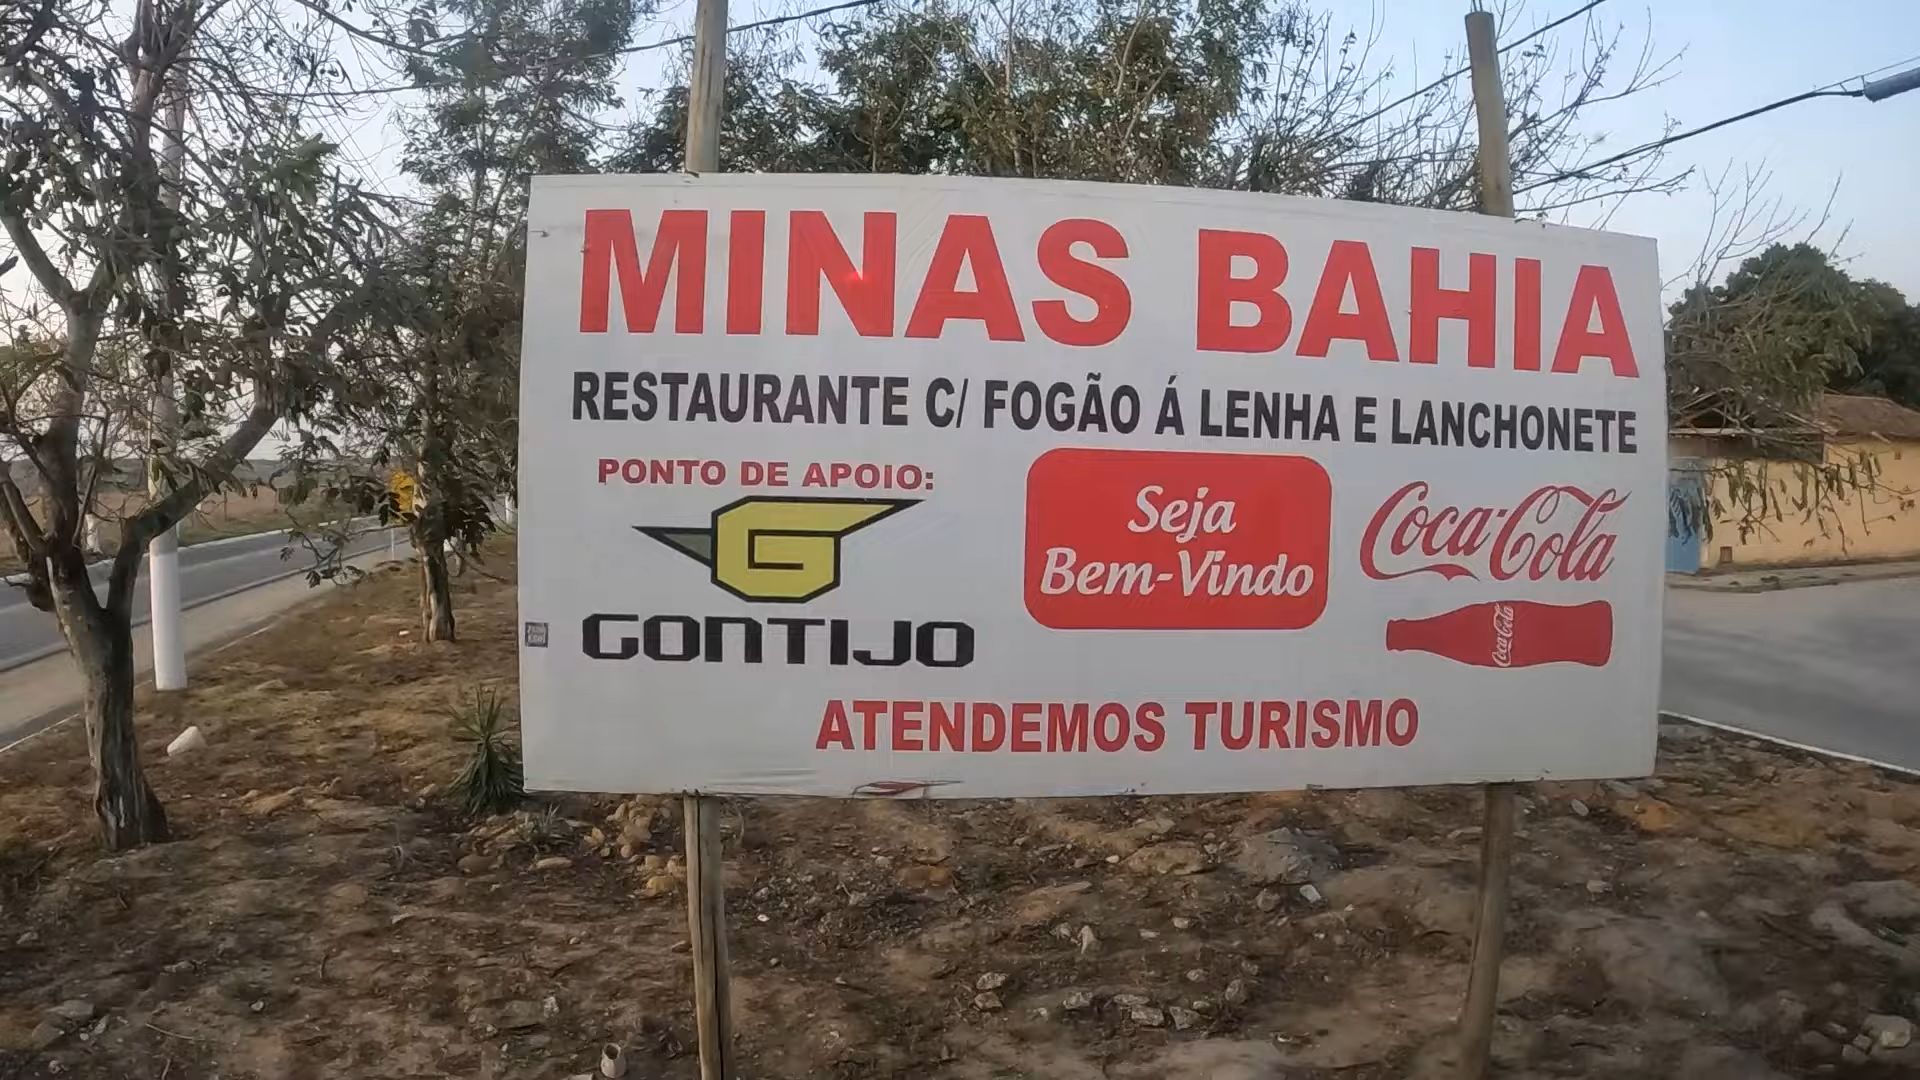 MINAS BAHIA
RESTAURANTE C/ FOGÃO Á LENHA E LANCHONETE
PONTO DE APOIO:
G
GONTIJO
Seja
Bem-Vindo
Coca-Cola
Coca-Cola
ATENDEMOS TURISMO